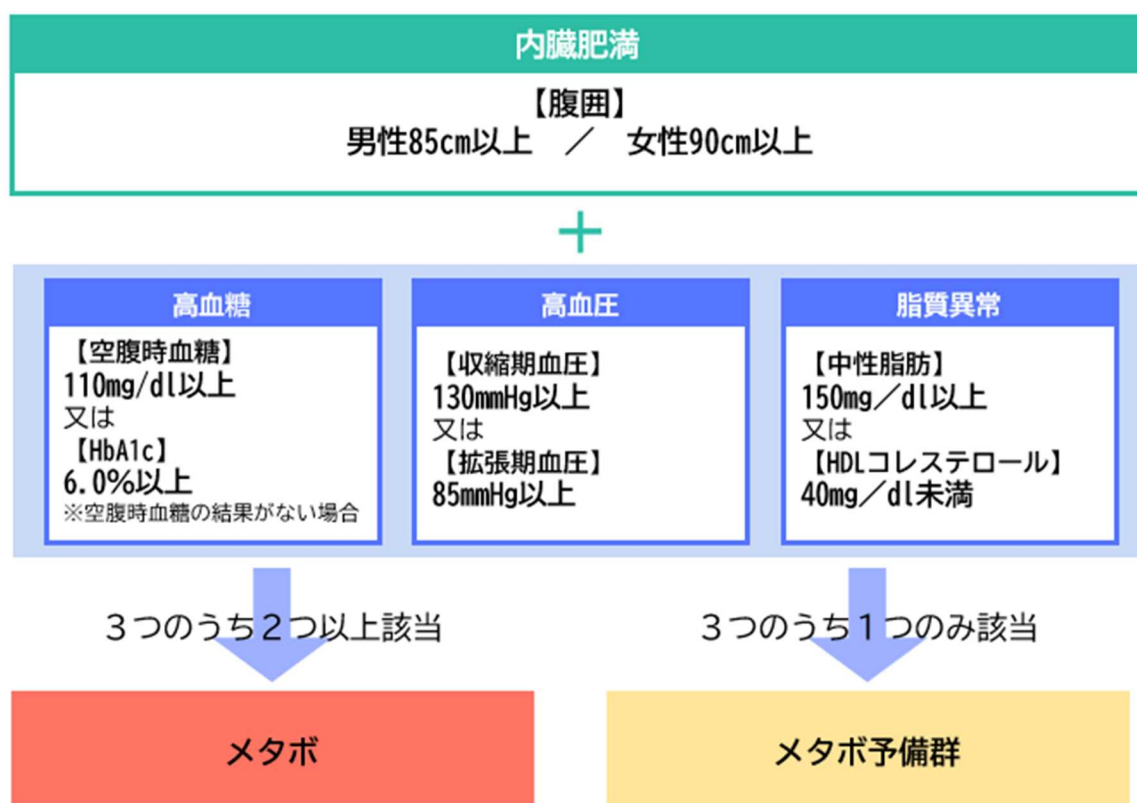 内臓肥満
【腹囲】
男性85cm以上　／　女性90cm以上
＋
高血糖
【空腹時血糖】
110mg/dl以上
又は
【HbA1c】
6.0%以上
※空腹時血糖の結果がない場合
高血圧
【収縮期血圧】
130mmHg以上
又は
【拡張期血圧】
85mmHg以上
脂質異常
【中性脂肪】
150mg／dl以上
又は
【HDLコレステロール】
40mg／dl未満
３つのうち２つ以上該当
３つのうち１つのみ該当
メタボ
メタボ予備群